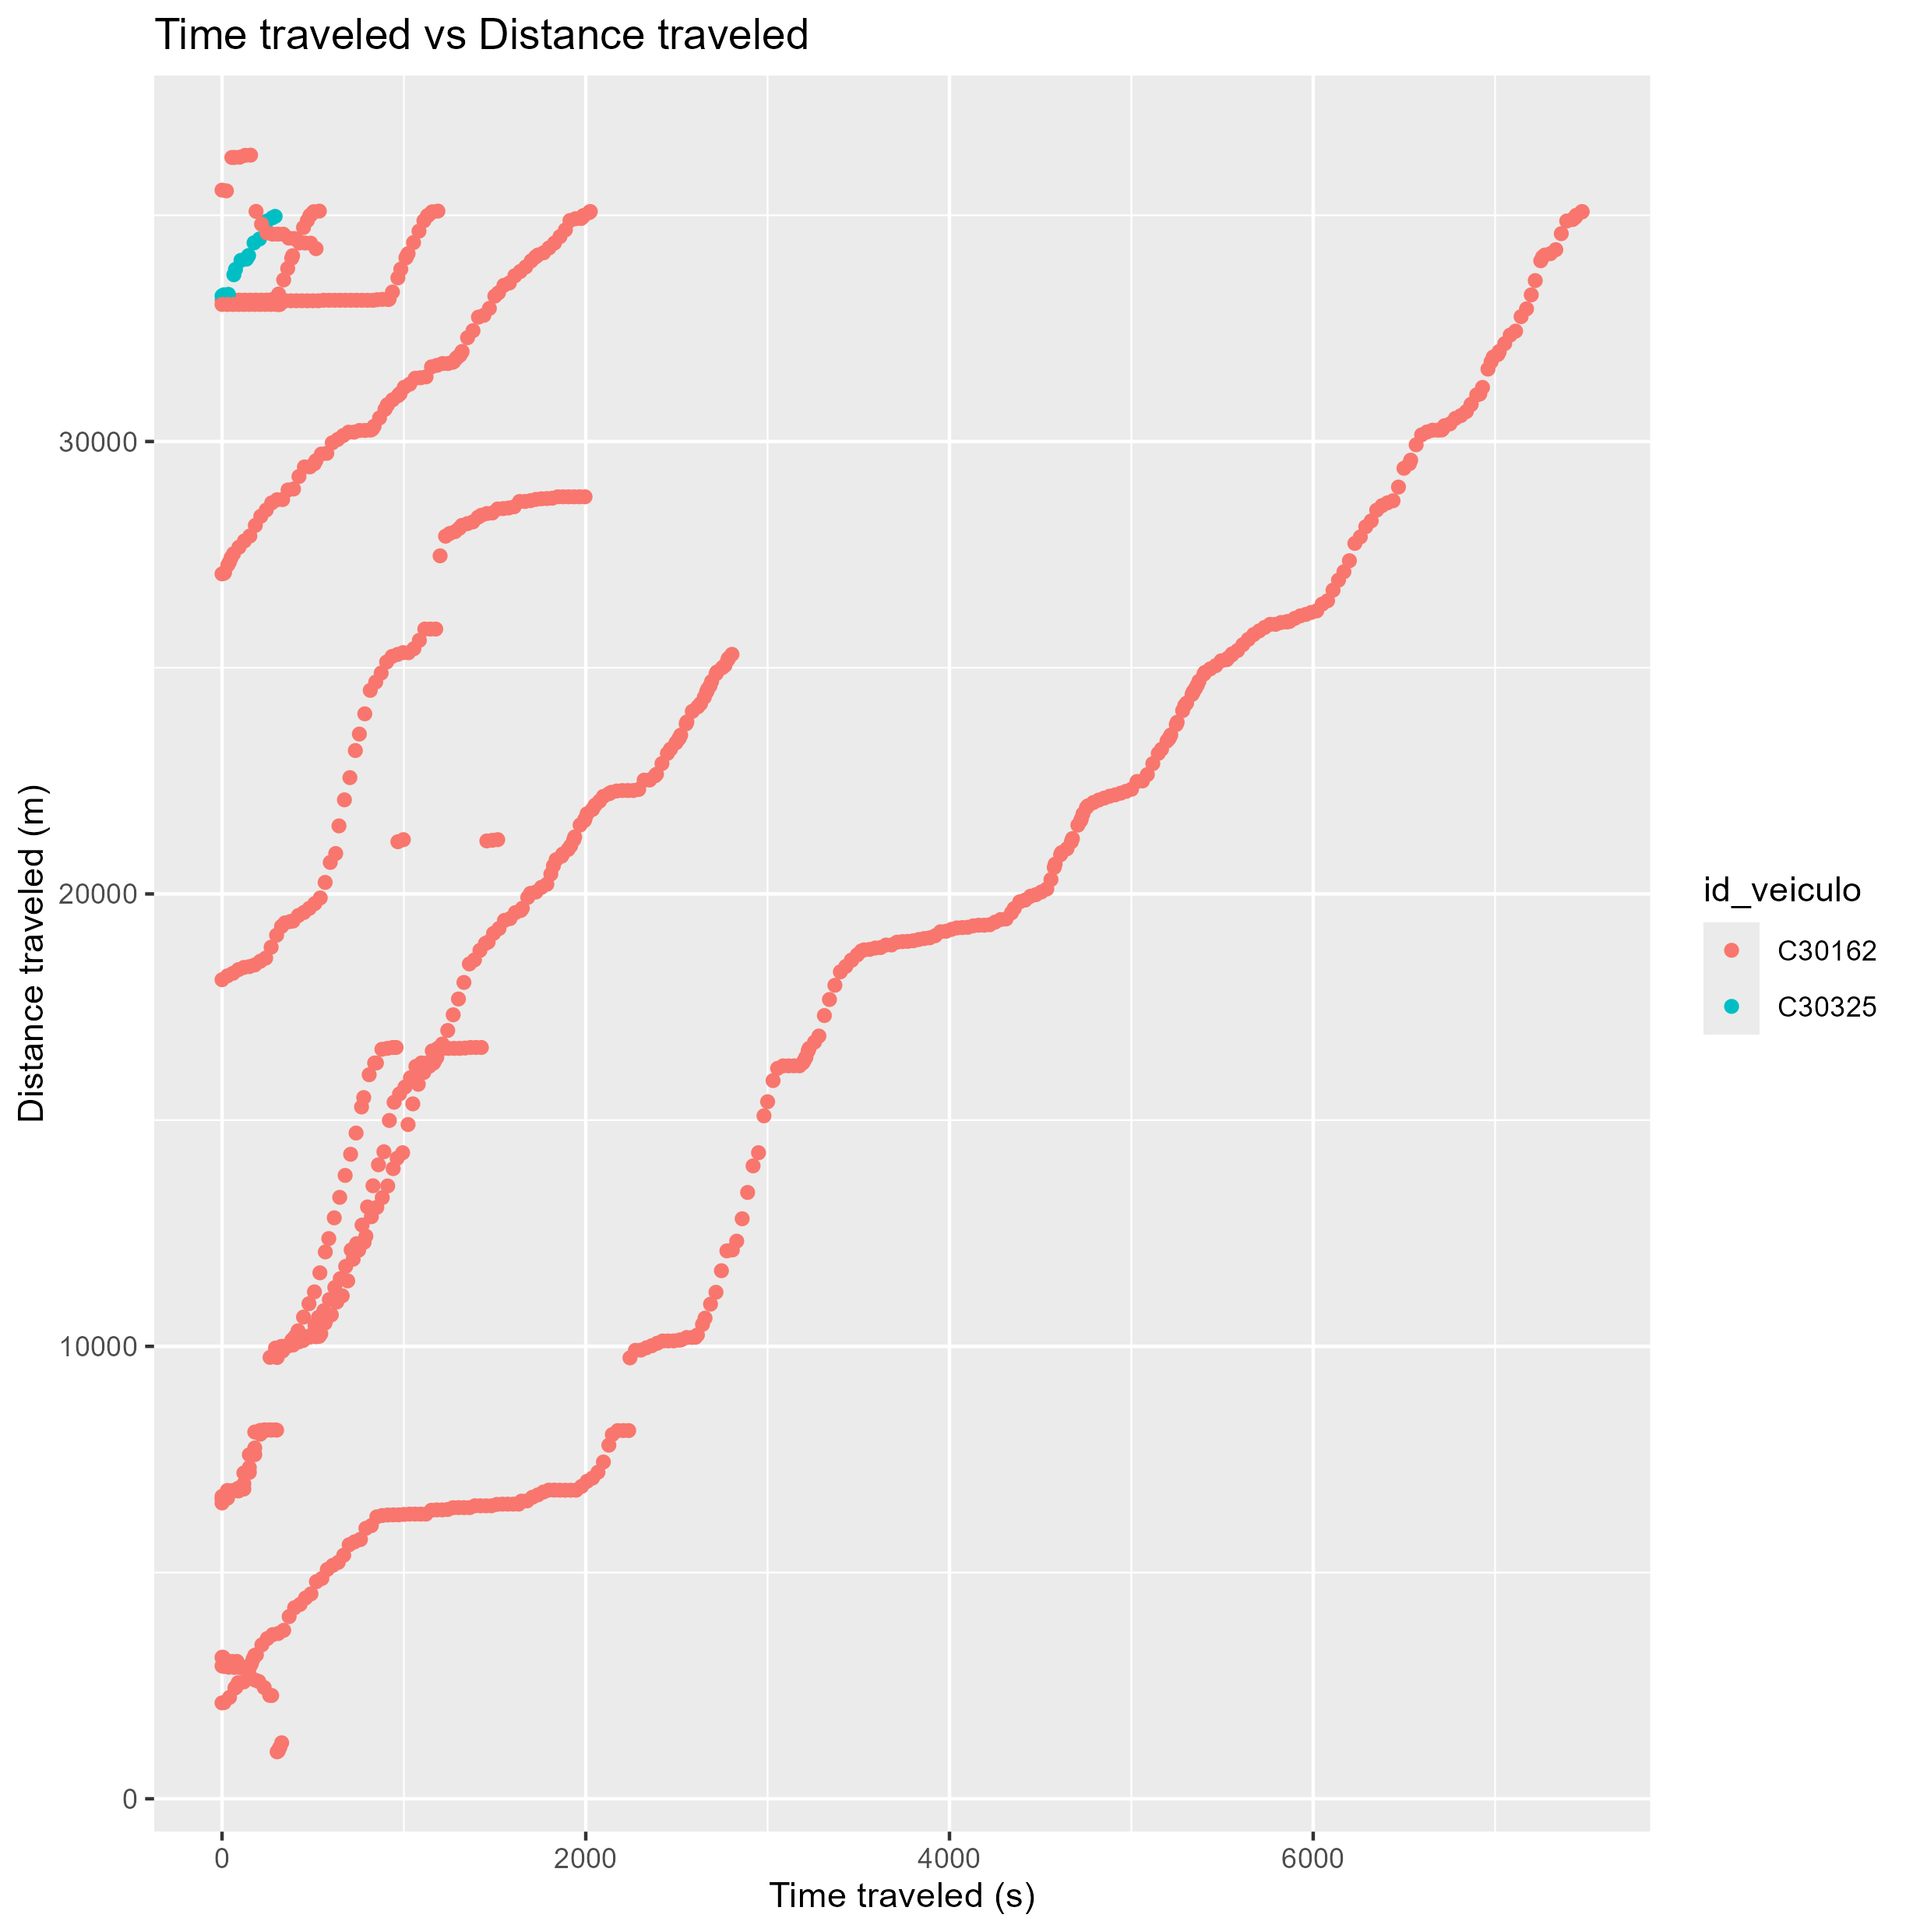 Time traveled vs Distance traveled
Distance traveled (m)
30000
20000
10000
0
0
2000
4000
6000
Time traveled (s)
id_veiculo
C30162
C30325